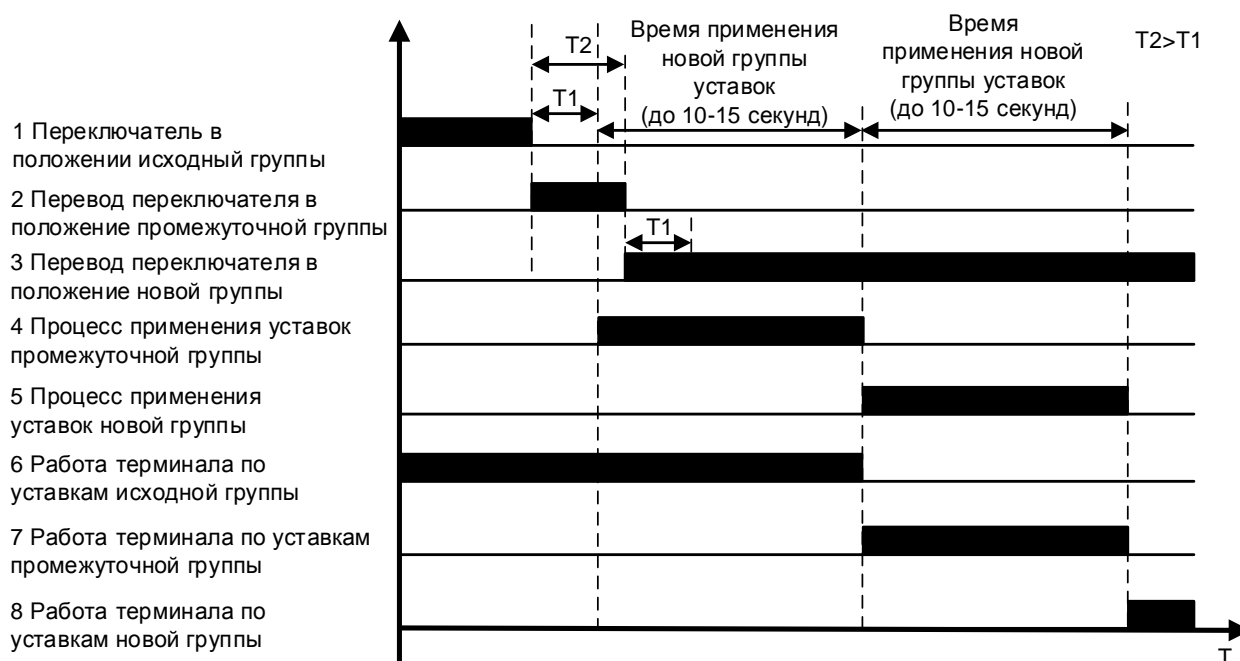 T2
T1
Время применения
новой группы
уставок
(до 10-15 секунд)
Время
применения новой
группы уставок
(до 10-15 секунд)
T2>T1
1 Переключатель в
положении исходный группы
2 Перевод переключателя в
положение промежуточной группы
T1
3 Перевод переключателя в
положение новой группы
4 Процесс применения уставок
промежуточной группы
5 Процесс применения
уставок новой группы
6 Работа терминала по
уставкам исходной группы
7 Работа терминала по уставкам
промежуточной группы
8 Работа терминала по
уставкам новой группы
T